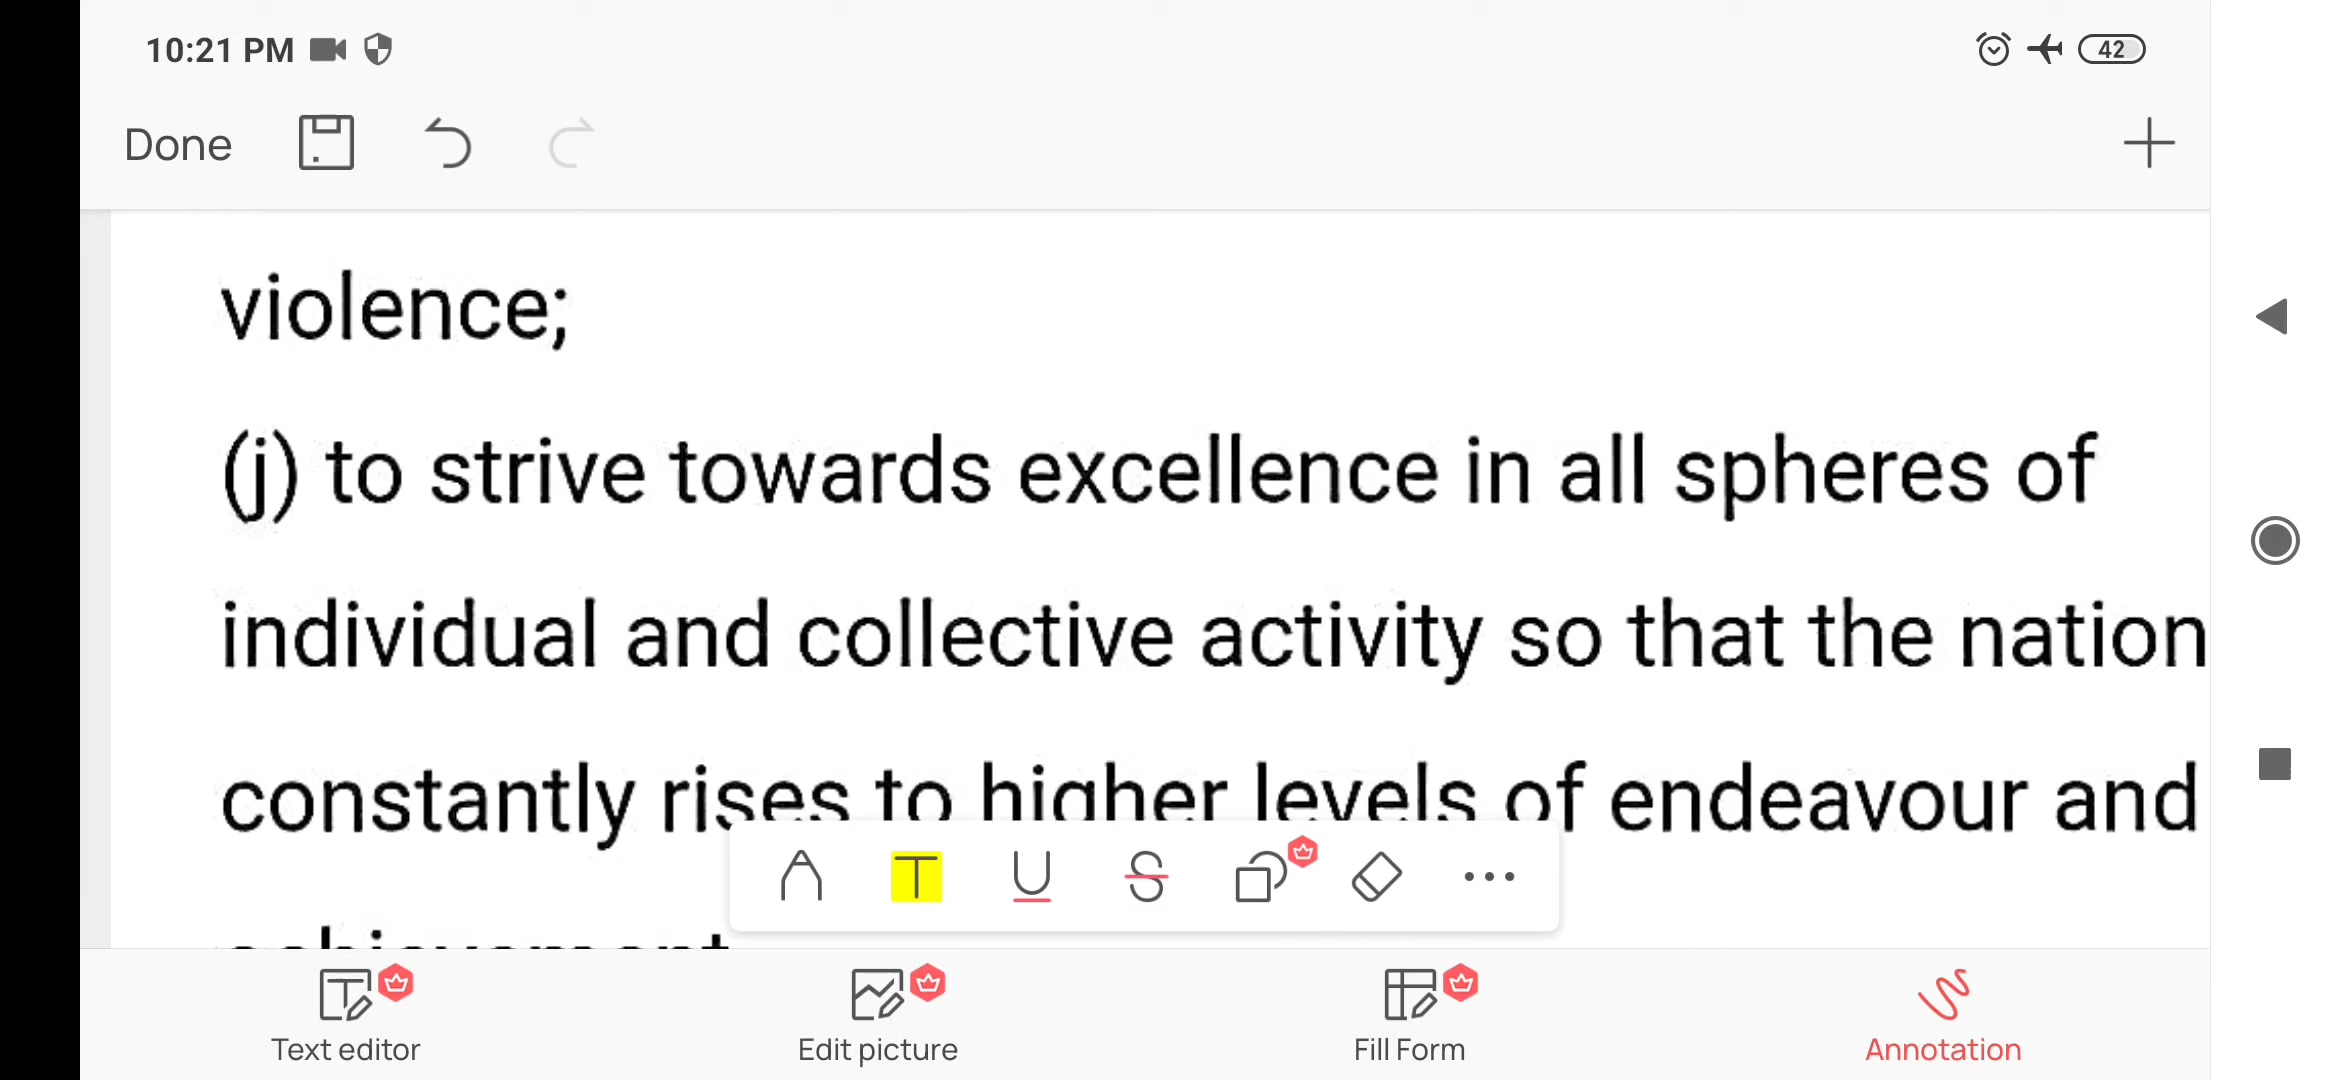 10:21 PM
42
Done
violence;
(j) to strive towards excellence in all spheres of
individual and collective activity so that the nation
constantly rises to higher levels of endeavour and
achievement
Text editor
Edit picture
Fill Form
Annotation